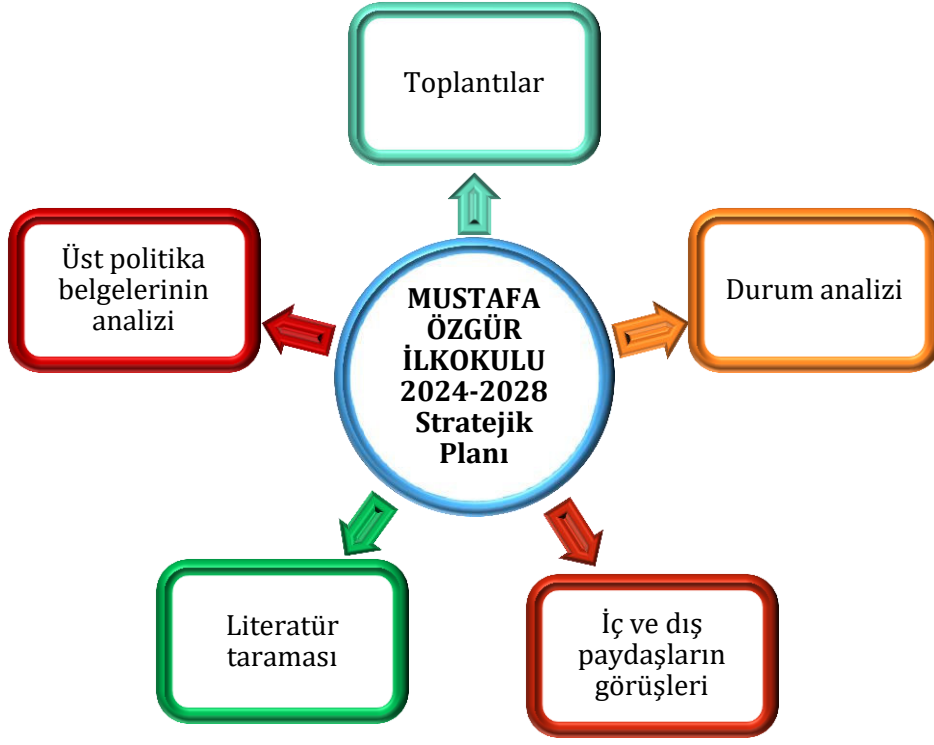 Toplantılar
Üst politika
belgelerinin
analizi
MUSTAFA
ÖZGÜR
İLKOKULU
2024-2028
Stratejik
Planı
Durum analizi
Literatür
taraması
İç ve dış
paydaşların
görüşleri